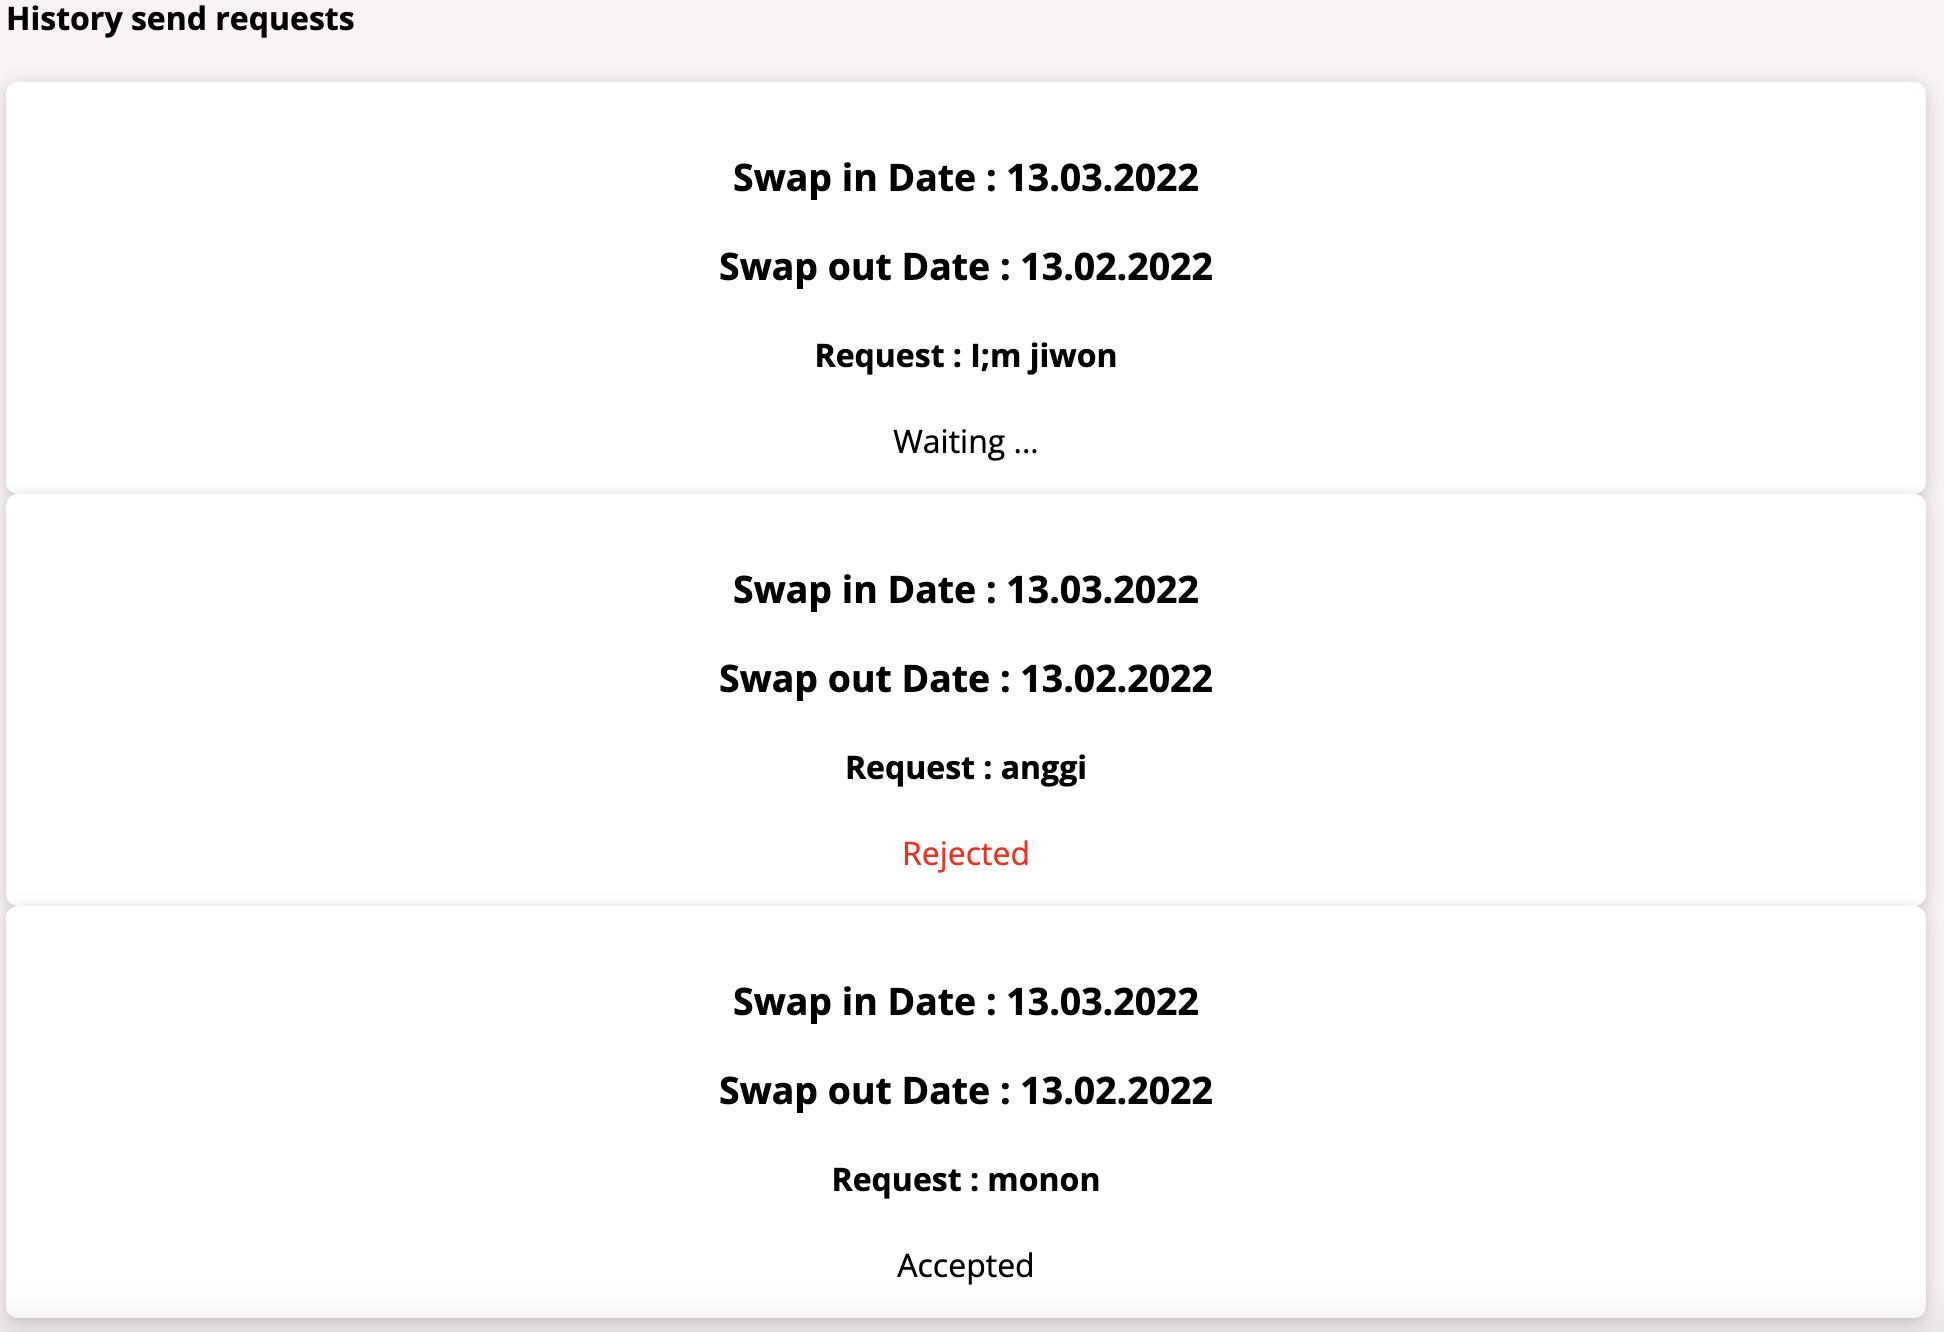 History send requests
Swap in Date : 13.03.2022
Swap out Date : 13.02.2022
Request : I;m jiwon
Waiting ...
Swap in Date : 13.03.2022
Swap out Date : 13.02.2022
Request : anggi
Rejected
Swap in Date : 13.03.2022
Swap out Date : 13.02.2022
Request : monon
Accepted